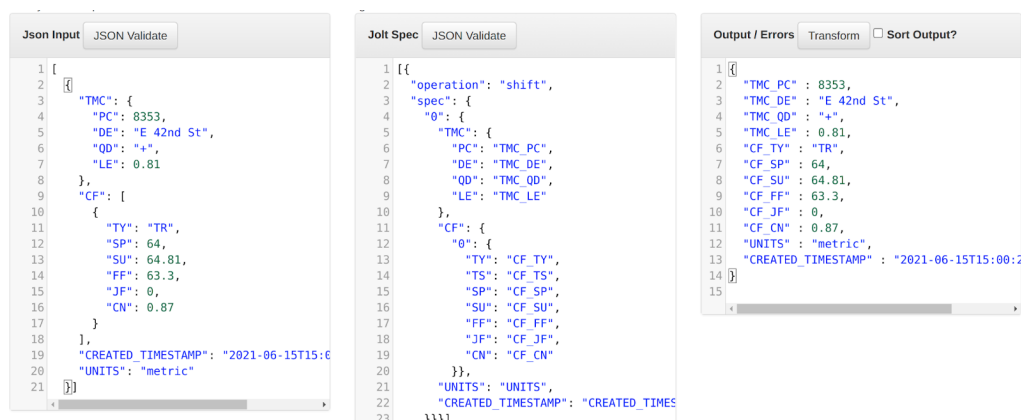 Json Input JSON Validate
1 [
2 {
3 "TMC": {
4 "PC": 8353,
5 "DE": "E 42nd St",
6 "QD": "+",
7 "LE": 0.81
8 },
9 "CF": [
10 {
11 "TY": "TR",
12 "SP": 64,
13 "SU": 64.81,
14 "FF": 63.3,
15 "JF": 0,
16 "CN": 0.87
17 }
18 ],
19 "CREATED_TIMESTAMP": "2021-06-15T15:0
20 "UNITS": "metric"
21 }]
Jolt Spec JSON Validate
1 [{
2 "operation": "shift",
3 "spec": {
4 "0": {
5 "TMC": {
6 "PC": "TMC_PC",
7 "DE": "TMC_DE",
8 "QD": "TMC_QD",
9 "LE": "TMC_LE"
10 },
11 "CF": {
12 "0": {
13 "TY": "CF_TY",
14 "TS": "CF_TS",
15 "SP": "CF_SP",
16 "SU": "CF_SU",
17 "FF": "CF_FF",
18 "JF": "CF_JF",
19 "CN": "CF_CN"
20 }},
21 "UNITS": "UNITS",
22 "CREATED_TIMESTAMP": "CREATED_TIMES
23 }}}]
Output / Errors Transform Sort Output?
1 {
2 "TMC_PC" : 8353,
3 "TMC_DE" : "E 42nd St",
4 "TMC_QD" : "+",
5 "TMC_LE" : 0.81,
6 "CF_TY" : "TR",
7 "CF_SP" : 64,
8 "CF_SU" : 64.81,
9 "CF_FF" : 63.3,
10 "CF_JF" : 0,
11 "CF_CN" : 0.87,
12 "UNITS" : "metric",
13 "CREATED_TIMESTAMP" : "2021-06-15T15:00:2
14 }
15